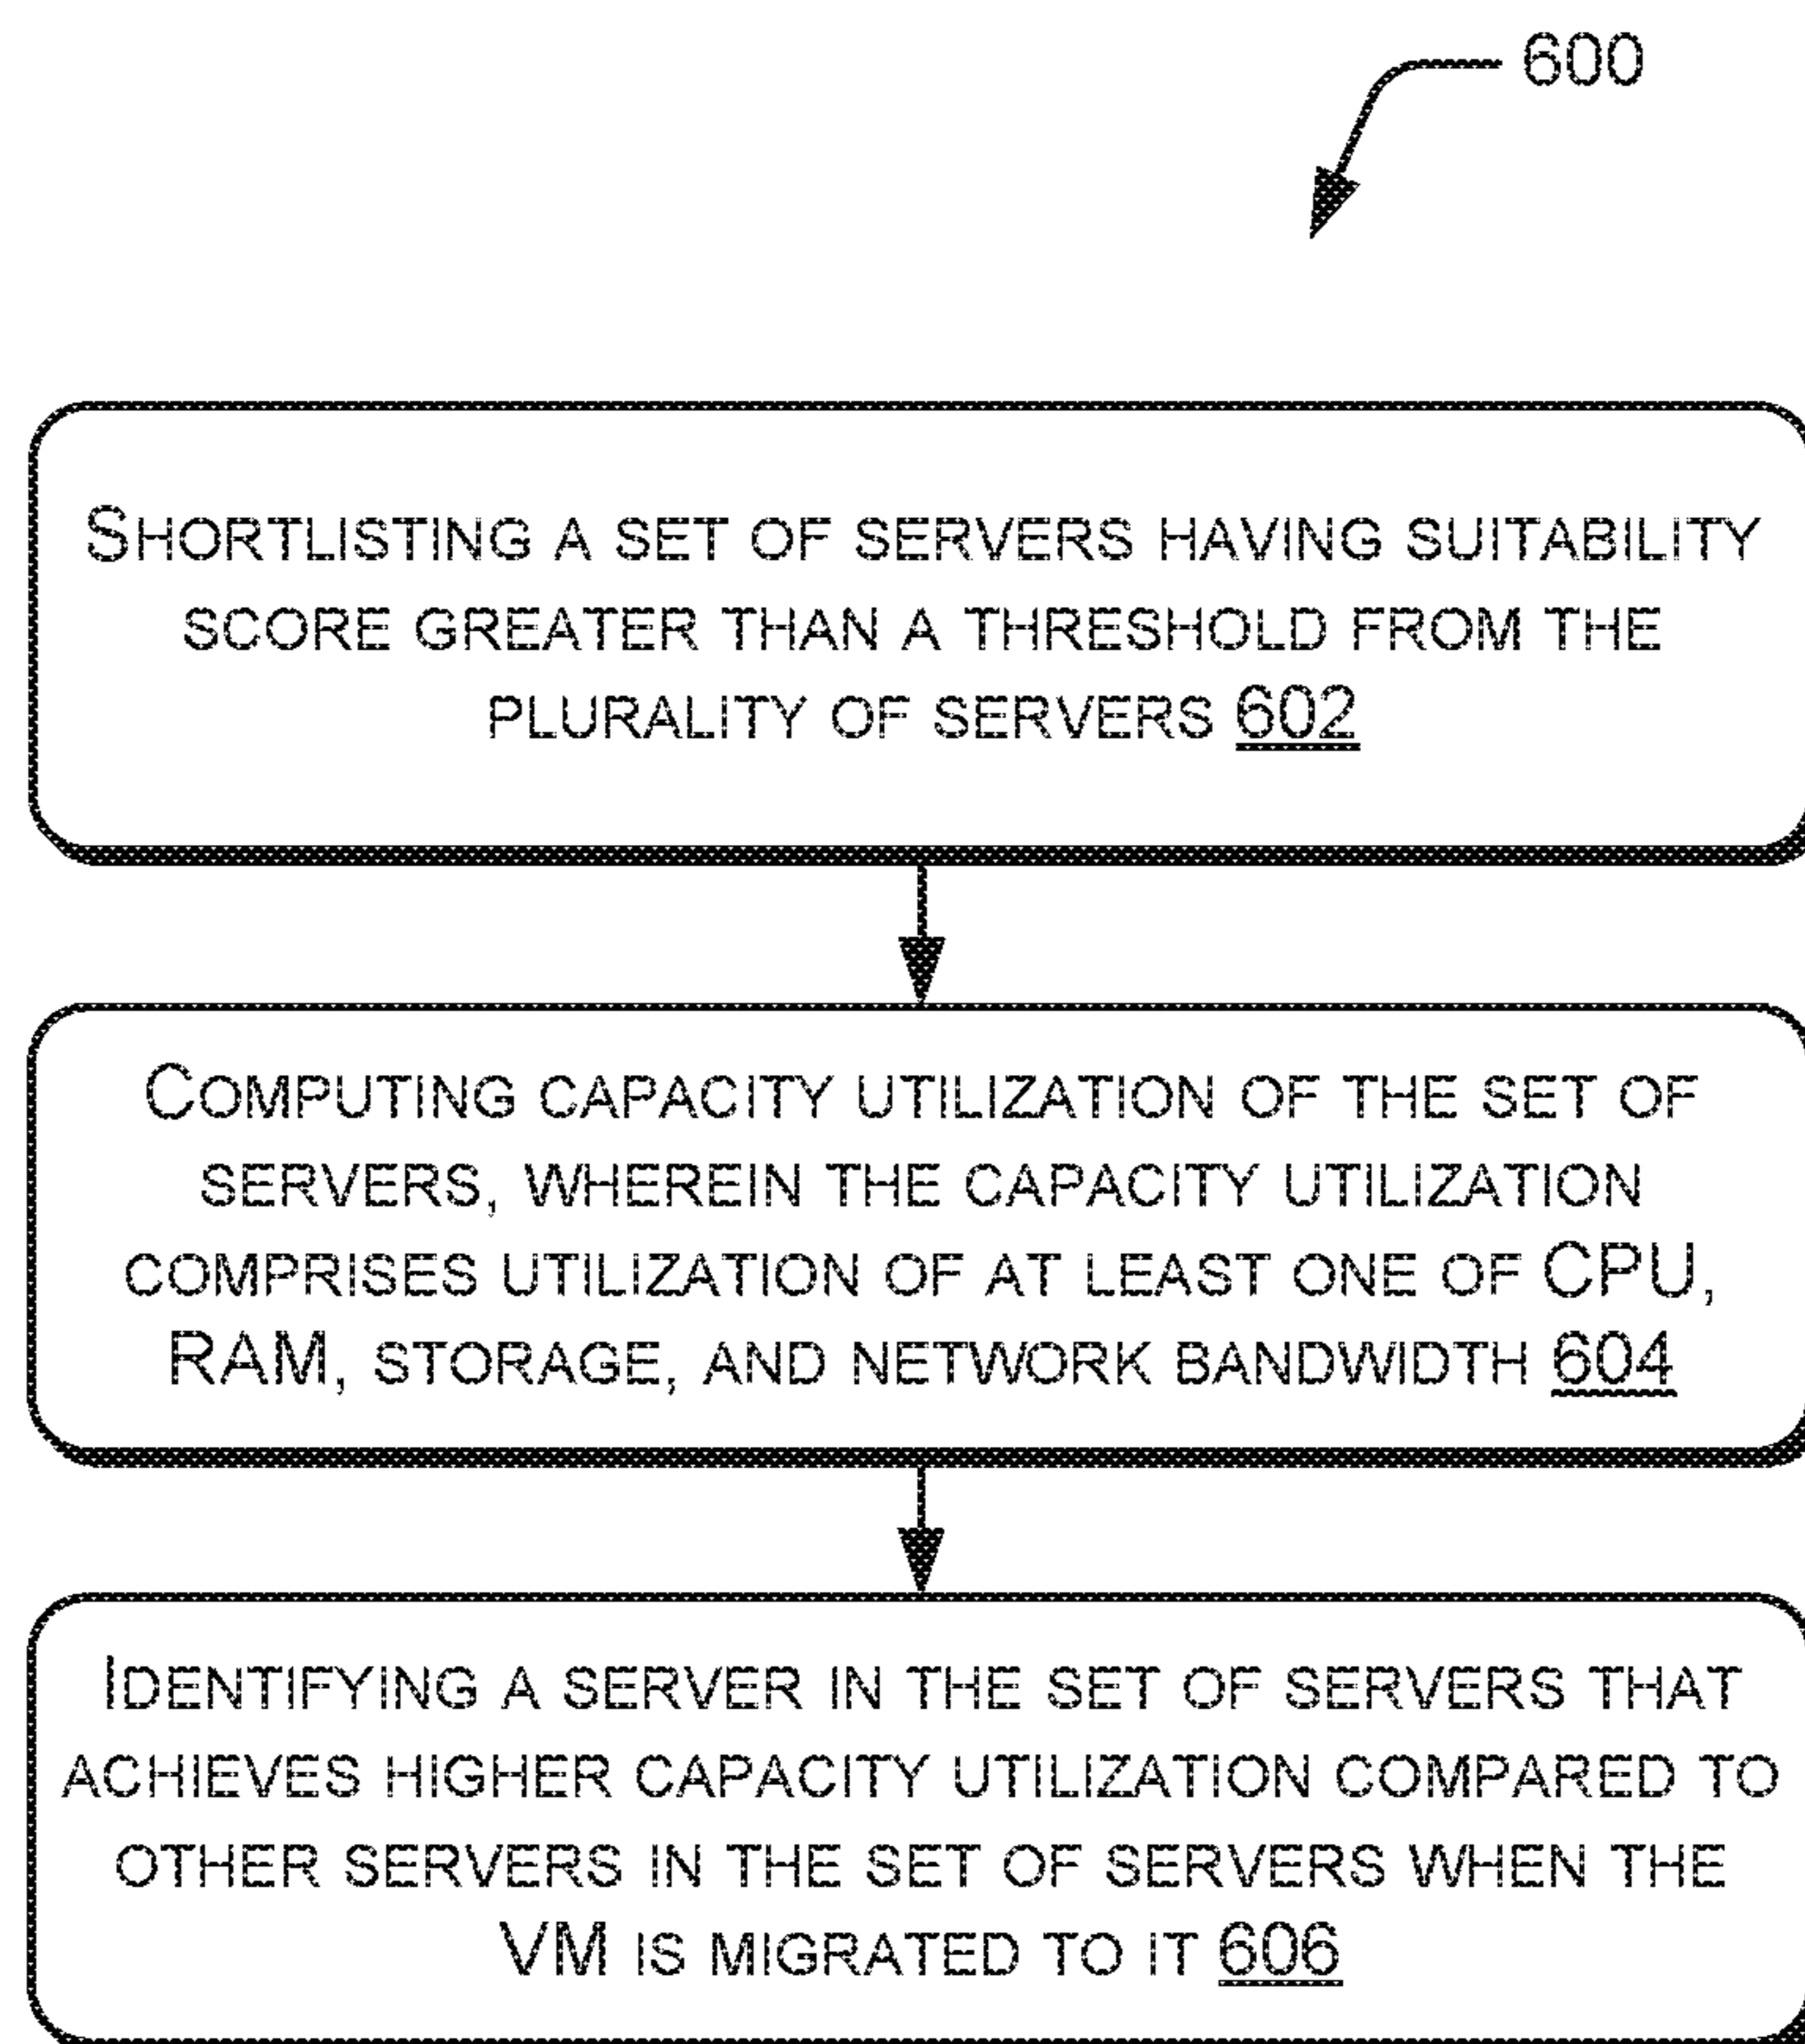 600
SHORTLISTING A SET OF SERVERS HAVING SUITABILITY
SCORE GREATER THAN A THRESHOLD FROM THE
PLURALITY OF SERVERS 602
COMPUTING CAPACITY UTILIZATION OF THE SET OF
SERVERS, WHEREIN THE CAPACITY UTILIZATION
COMPRISES UTILIZATION OF AT LEAST ONE OF CPU,
RAM, STORAGE, AND NETWORK BANDWIDTH 604
IDENTIFYING A SERVER IN THE SET OF SERVERS THAT
ACHIEVES HIGHER CAPACITY UTILIZATION COMPARED TO
OTHER SERVERS IN THE SET OF SERVERS WHEN THE
VM IS MIGRATED TO IT 606